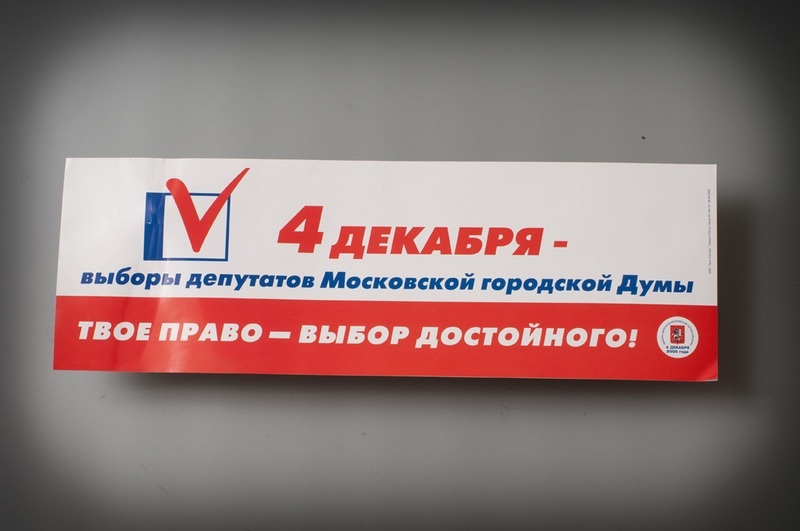 4 ДЕКАБРЯ -
выборы депутатов Московской городской Думы
ТВОЕ ПРАВО — ВЫБОР ДОСТОЙНОГО!
4 ДЕКАБРЯ
2005 года